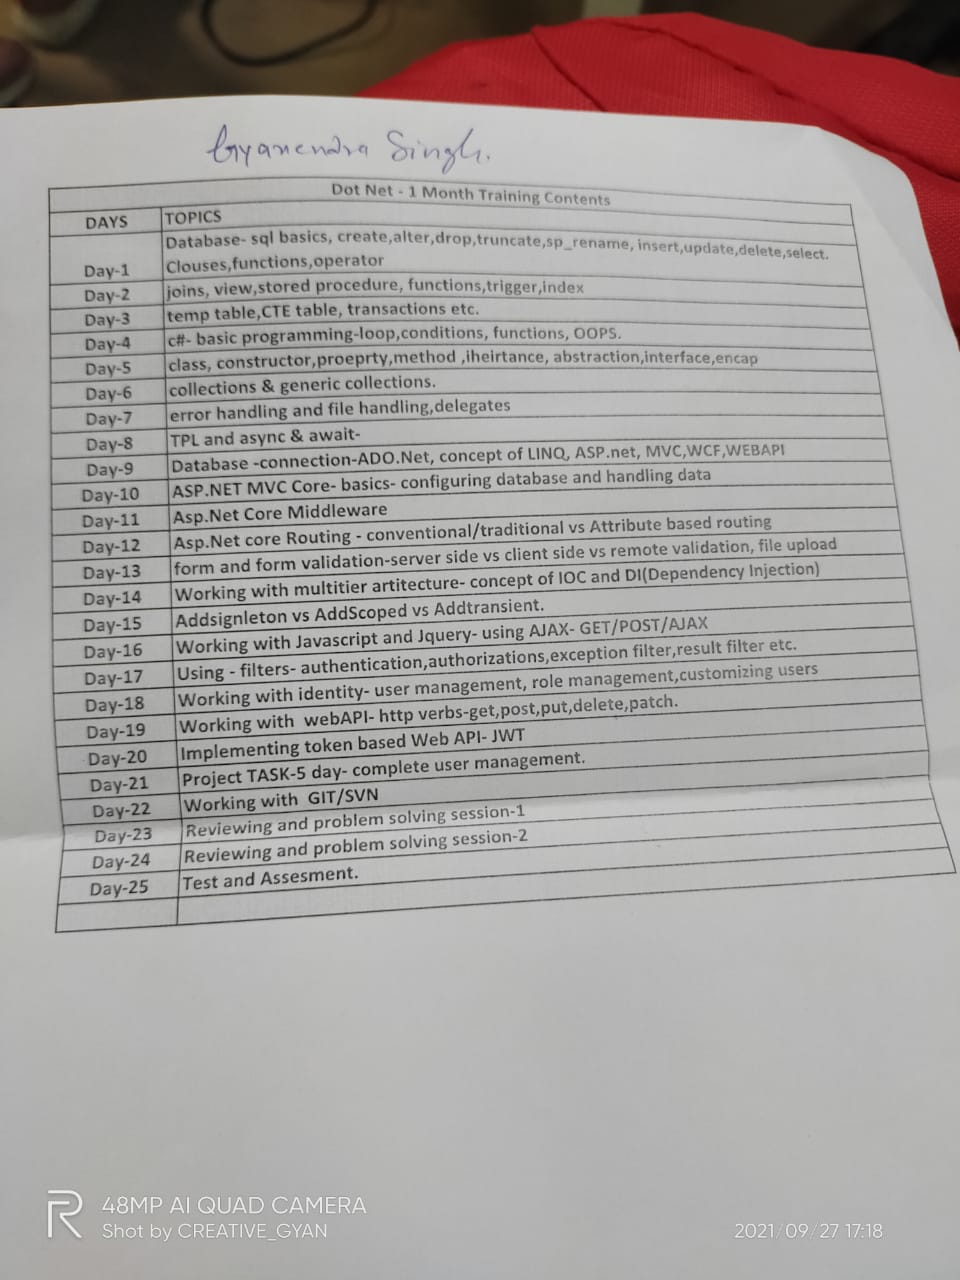 Gyanendra Singh.
Dot Net - 1 Month Training Contents
DAYS TOPICS
Day-1 Database- sql basics, create,alter,drop,truncate,sp_rename, insert,update,delete,select.
Clouses,functions,operator
Day-2 joins, view,stored procedure, functions,trigger,index
Day-3 temp table,CTE table, transactions etc.
Day-4 c#- basic programming-loop,conditions, functions, OOPS.
Day-5 class, constructor,proeprty,method ,iheirtance, abstraction,interface,encap
Day-6 collections & generic collections.
Day-7 error handling and file handling,delegates
Day-8 TPL and async & await-
Day-9 Database -connection-ADO.Net, concept of LINQ, ASP.net, MVC,WCF,WEBAPI
Day-10 ASP.NET MVC Core- basics- configuring database and handling data
Day-11 Asp.Net Core Middleware
Day-12 Asp.Net core Routing - conventional/traditional vs Attribute based routing
Day-13 form and form validation-server side vs client side vs remote validation, file upload
Day-14 Working with multitier artitecture- concept of IOC and DI(Dependency Injection)
Day-15 Addsignleton vs AddScoped vs Addtransient.
Day-16 Working with Javascript and Jquery- using AJAX- GET/POST/AJAX
Day-17 Using - filters- authentication,authorizations,exception filter,result filter etc.
Day-18 Working with identity- user management, role management,customizing users
Day-19 Working with webAPI- http verbs-get,post,put,delete,patch.
Day-20 Implementing token based Web API- JWT
Day-21 Project TASK-5 day- complete user management.
Day-22 Working with GIT/SVN
Day-23 Reviewing and problem solving session-1
Day-24 Reviewing and problem solving session-2
Day-25 Test and Assesment.
R 48MP AI QUAD CAMERA
Shot by CREATIVE_GYAN
2021/09/27 17:18